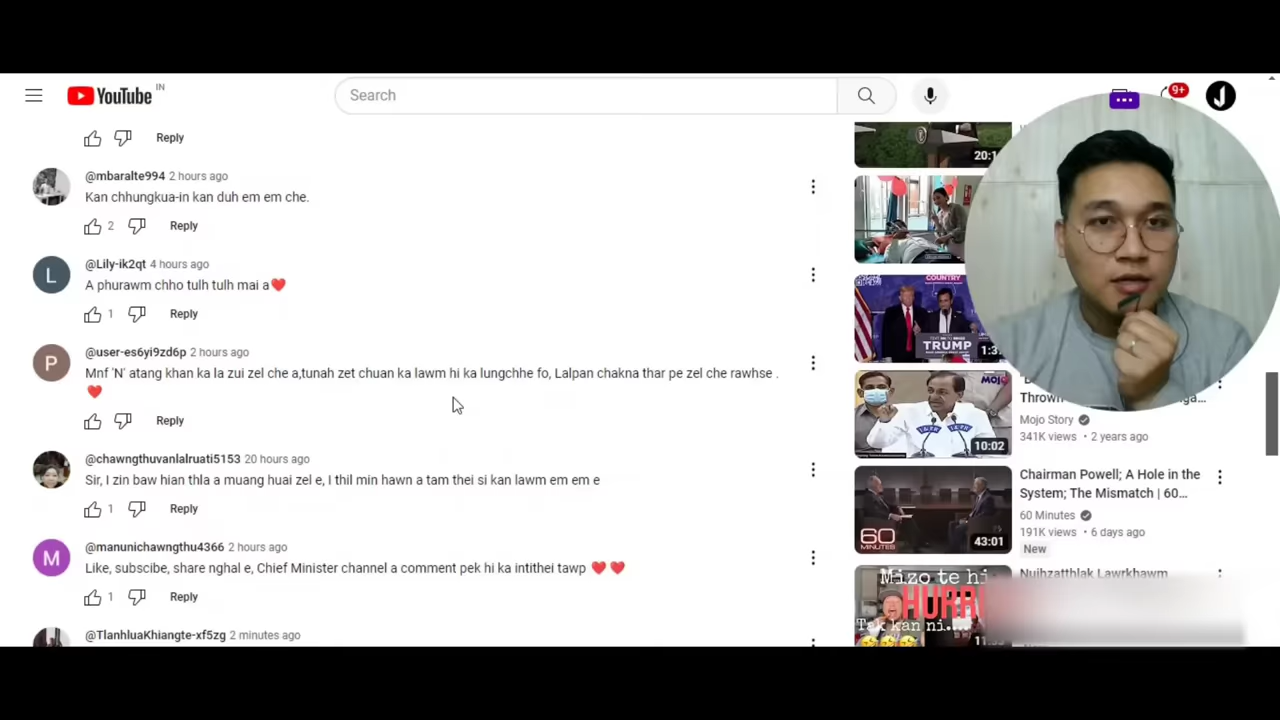 YouTube IN
Search
9+
Reply
@mbaralte994 2 hours ago
Kan chhungkua-in kan duh em em che.
2 Reply
@Lily-ik2qt 4 hours ago
L
A phurawm chho tulh tulh mai a❤️
1 Reply
@user-es6yi9zd6p 2 hours ago
P
Mnf 'N' atang khan ka la zui zel che a,tunah zet chuan ka lawm hi ka lungchhe fo, Lalpan chakna thar pe zel che rawhse .
❤️
Reply
@chawngthuvanlalruati5153 20 hours ago
Sir, I zin baw hian thla a muang huai zel e, I thil min hawn a tam thei si kan lawm em em e
1 Reply
@manunichawngthu4366 2 hours ago
M
Like, subscibe, share nghal e, Chief Minister channel a comment pek hi ka intithei tawp ❤️ ❤️
1 Reply
@TlanhluaKhiangte-xf5zg 2 minutes ago
COUNTRY
TRUMP
MOJO
10:02
Thrown
Mojo Story
341K views • 2 years ago
60
MINUTES
43:01
Chairman Powell; A Hole in the
System; The Mismatch | 60...
60 Minutes
191K views • 6 days ago
New
Mizo te hi
Tak kan ni....
Nuihzatthlak Lawrkhawm